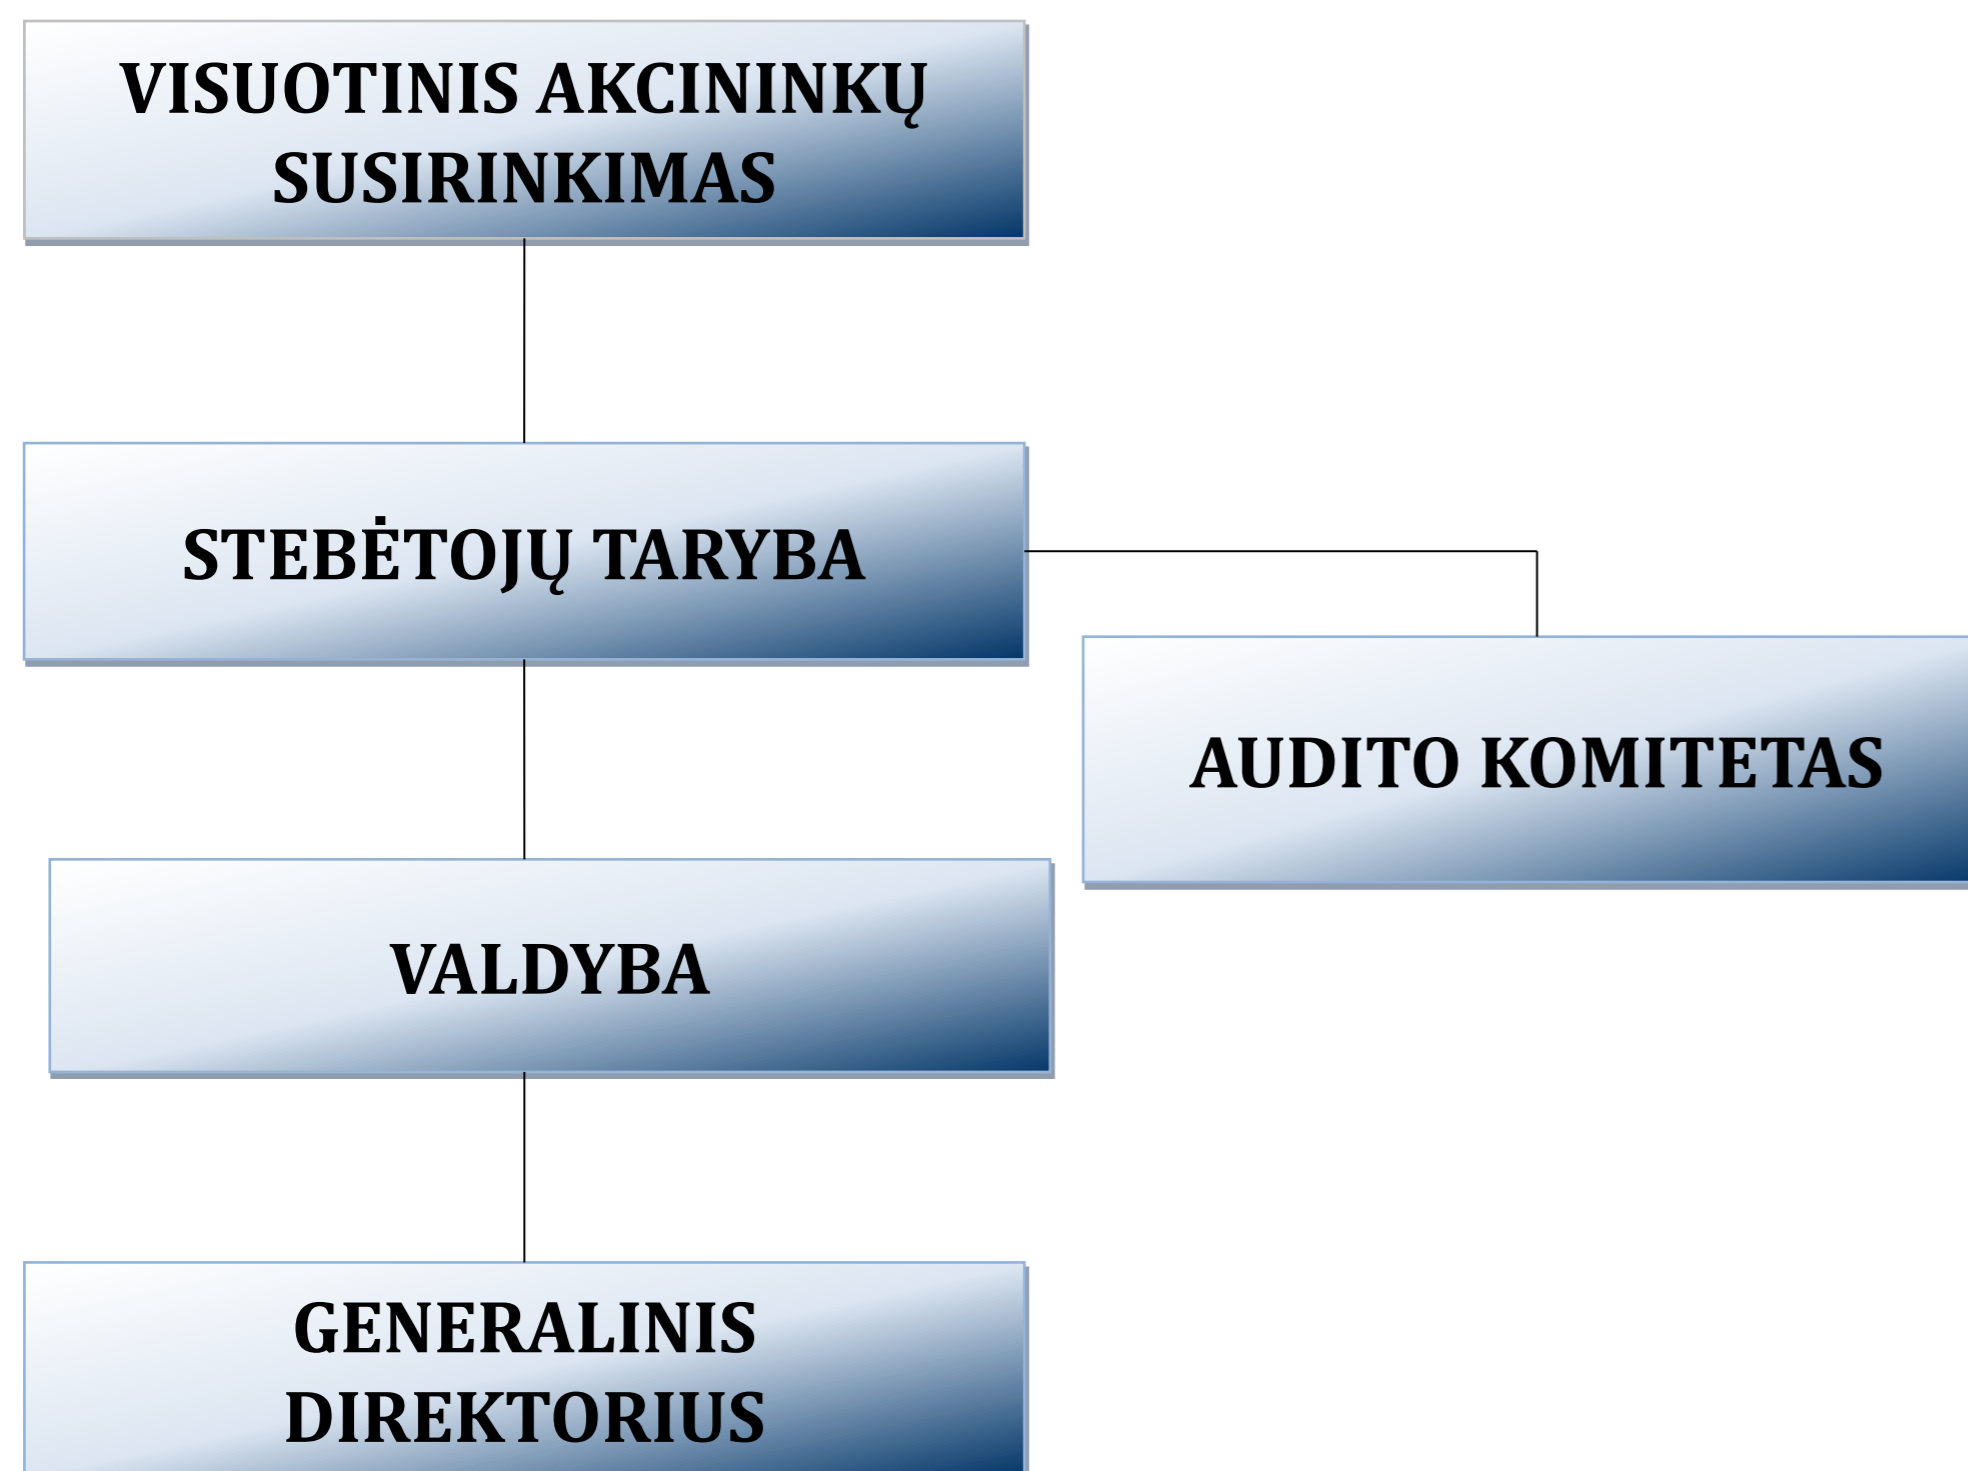 VISUOTINIS AKCININKŲ
SUSIRINKIMAS
STEBĖTOJŲ TARYBA
AUDITO KOMITETAS
VALDYBA
GENERALINIS
DIREKTORIUS